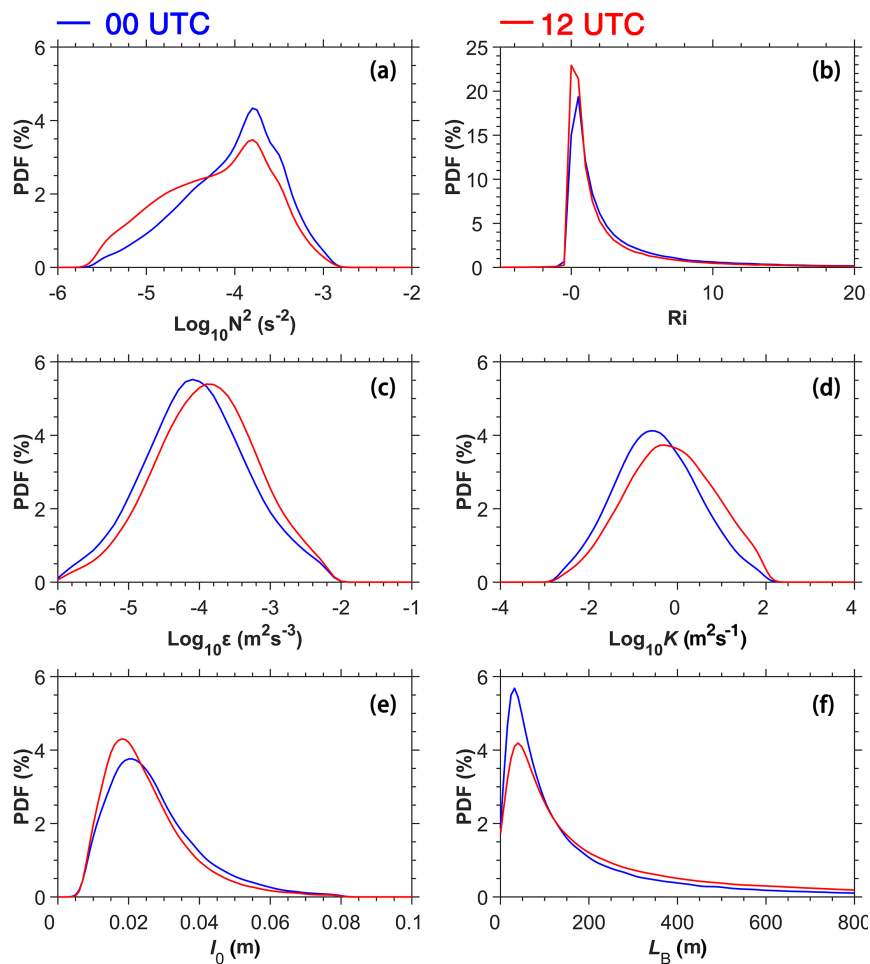 00 UTC 12 UTC
(a)
PDF (%)
6
4
2
0
-6 -5 -4 -3 -2
Log₁₀N² (s⁻²)
(b)
PDF (%)
25
20
15
10
5
0
-0 10 20
Ri
(c)
PDF (%)
6
4
2
0
-6 -5 -4 -3 -2 -1
Log₁₀ε (m²s⁻³)
(d)
PDF (%)
6
4
2
0
-4 -2 0 2 4
Log₁₀K (m²s⁻¹)
(e)
PDF (%)
6
4
2
0
0 0.02 0.04 0.06 0.08 0.1
l₀ (m)
(f)
PDF (%)
6
4
2
0
0 200 400 600 800
L_B (m)